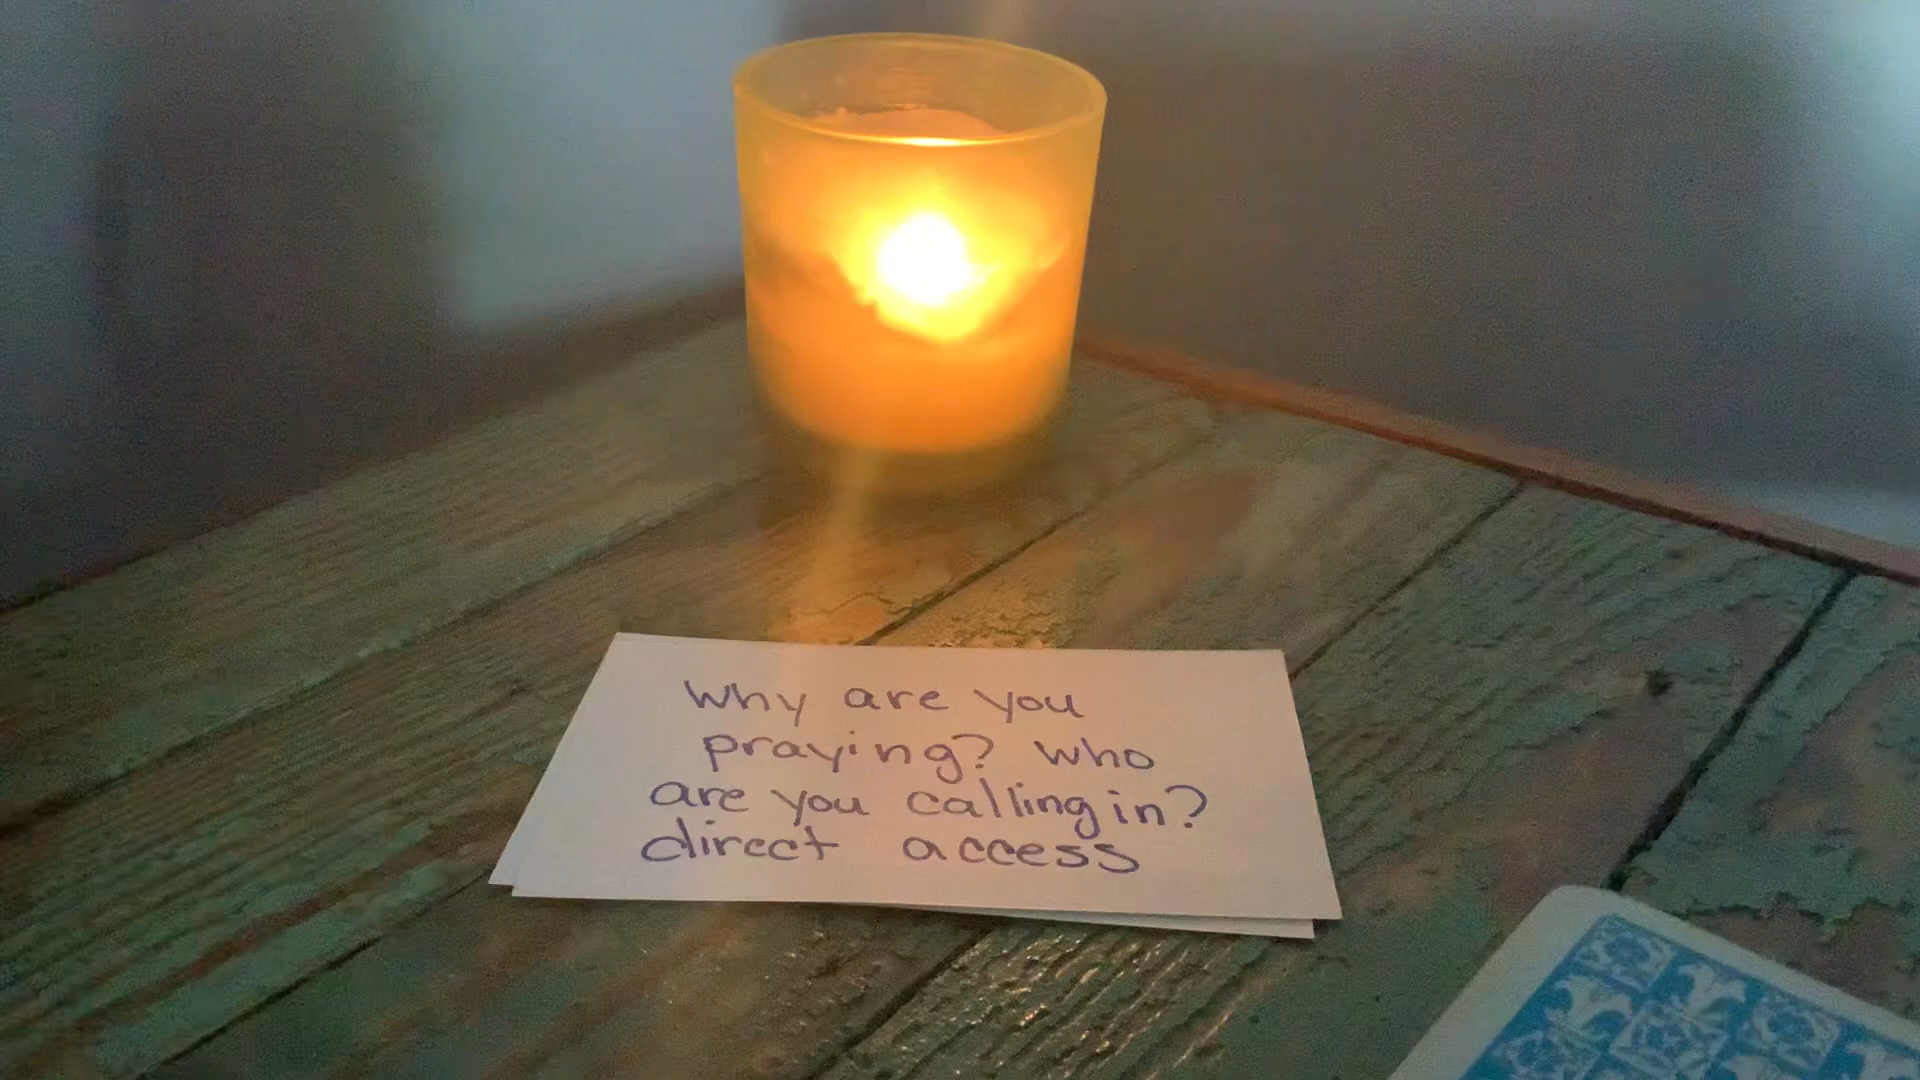 Why are you
praying? Who
are you calling in?
direct access